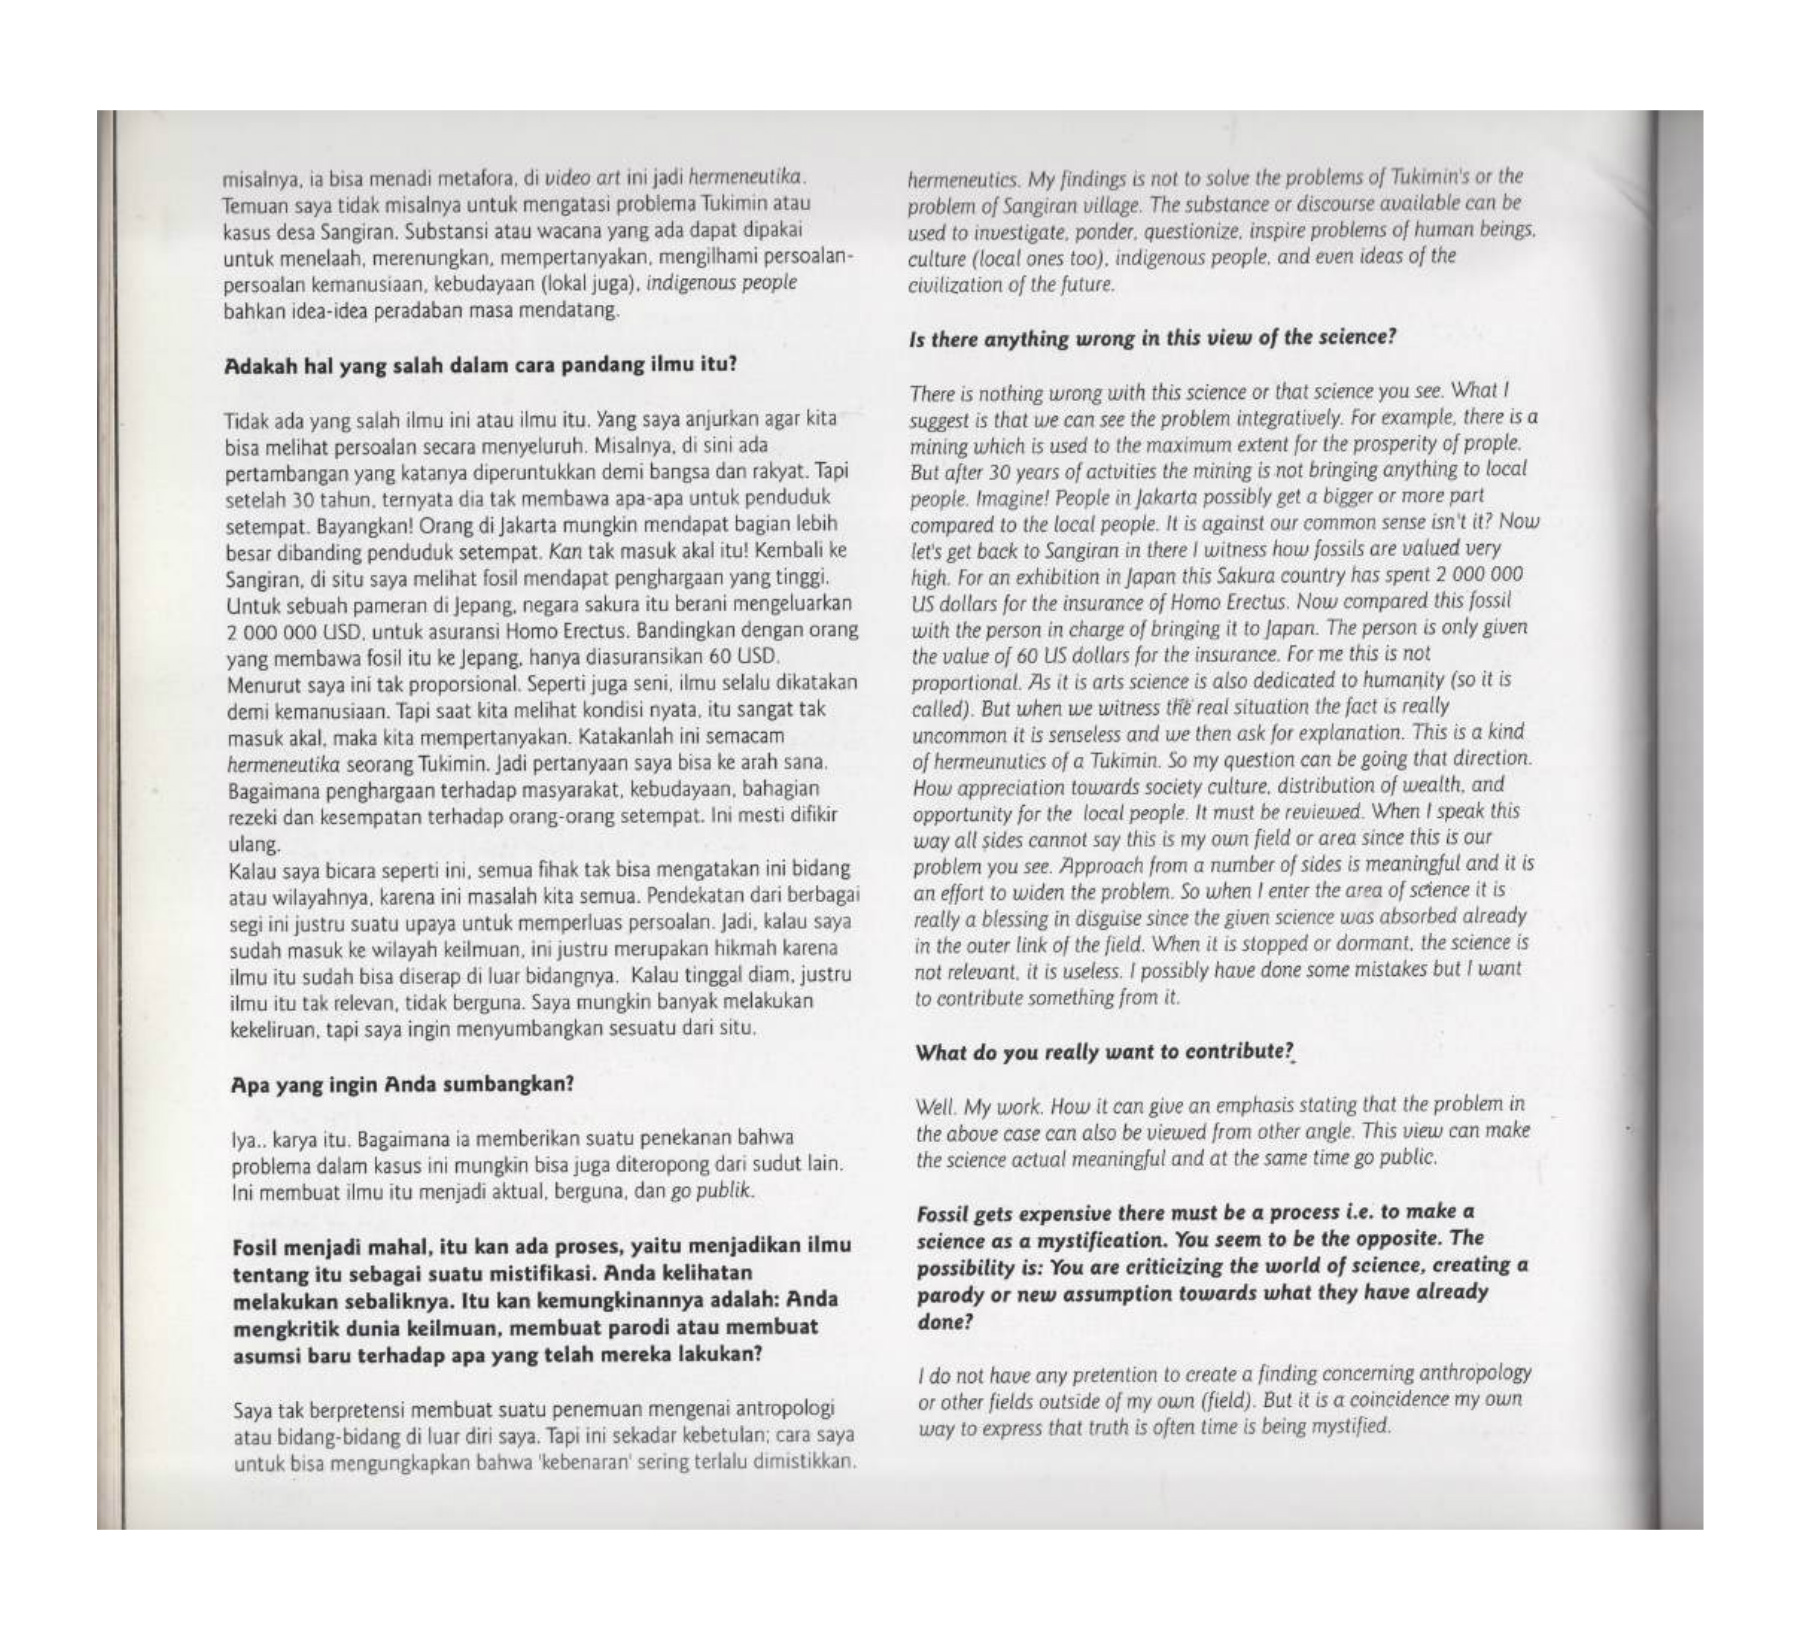 misalnya, ia bisa menadi metafora, di video art ini jadi hermeneutika.
Temuan saya tidak misalnya untuk mengatasi problema Tukimin atau
kasus desa Sangiran. Substansi atau wacana yang ada dapat dipakai
untuk menelaah, merenungkan, mempertanyakan, mengilhami persoalan-
persoalan kemanusiaan, kebudayaan (lokal juga), indigenous people
bahkan idea-idea peradaban masa mendatang.
Adakah hal yang salah dalam cara pandang ilmu itu?
Tidak ada yang salah ilmu ini atau ilmu itu. Yang saya anjurkan agar kita
bisa melihat persoalan secara menyeluruh. Misalnya, di sini ada
pertambangan yang katanya diperuntukkan demi bangsa dan rakyat. Tapi
setelah 30 tahun, ternyata dia tak membawa apa-apa untuk penduduk
setempat. Bayangkan! Orang di Jakarta mungkin mendapat bagian lebih
besar dibanding penduduk setempat. Kan tak masuk akal itu! Kembali ke
Sangiran, di situ saya melihat fosil mendapat penghargaan yang tinggi.
Untuk sebuah pameran di Jepang, negara sakura itu berani mengeluarkan
2 000 000 USD, untuk asuransi Homo Erectus. Bandingkan dengan orang
yang membawa fosil itu ke Jepang, hanya diasuransikan 60 USD.
Menurut saya ini tak proporsional. Seperti juga seni, ilmu selalu dikatakan
demi kemanusiaan. Tapi saat kita melihat kondisi nyata, itu sangat tak
masuk akal, maka kita mempertanyakan. Katakanlah ini semacam
hermeneutika seorang Tukimin. Jadi pertanyaan saya bisa ke arah sana.
Bagaimana penghargaan terhadap masyarakat, kebudayaan, bahagian
rezeki dan kesempatan terhadap orang-orang setempat. Ini mesti difikir
ulang.
Kalau saya bicara seperti ini, semua fihak tak bisa mengatakan ini bidang
atau wilayahnya, karena ini masalah kita semua. Pendekatan dari berbagai
segi ini justru suatu upaya untuk memperluas persoalan. Jadi, kalau saya
sudah masuk ke wilayah keilmuan, ini justru merupakan hikmah karena
ilmu itu sudah bisa diserap di luar bidangnya. Kalau tinggal diam, justru
ilmu itu tak relevan, tidak berguna. Saya mungkin banyak melakukan
kekeliruan, tapi saya ingin menyumbangkan sesuatu dari situ.
Apa yang ingin Anda sumbangkan?
Iya.. karya itu. Bagaimana ia memberikan suatu penekanan bahwa
problema dalam kasus ini mungkin bisa juga diteropong dari sudut lain.
Ini membuat ilmu itu menjadi aktual, berguna, dan go publik.
Fosil menjadi mahal, itu kan ada proses, yaitu menjadikan ilmu
tentang itu sebagai suatu mistifikasi. Anda kelihatan
melakukan sebaliknya. Itu kan kemungkinannya adalah: Anda
mengkritik dunia keilmuan, membuat parodi atau membuat
asumsi baru terhadap apa yang telah mereka lakukan?
Saya tak berpretensi membuat suatu penemuan mengenai antropologi
atau bidang-bidang di luar diri saya. Tapi ini sekadar kebetulan; cara saya
untuk bisa mengungkapkan bahwa 'kebenaran' sering terlalu dimistikkan.
hermeneutics. My findings is not to solve the problems of Tukimin's or the
problem of Sangiran village. The substance or discourse available can be
used to investigate, ponder, questionize, inspire problems of human beings,
culture (local ones too), indigenous people, and even ideas of the
civilization of the future.
Is there anything wrong in this view of the science?
There is nothing wrong with this science or that science you see. What I
suggest is that we can see the problem integratively. For example, there is a
mining which is used to the maximum extent for the prosperity of prople.
But after 30 years of actvities the mining is not bringing anything to local
people. Imagine! People in Jakarta possibly get a bigger or more part
compared to the local people. It is against our common sense isn't it? Now
let's get back to Sangiran in there I witness how fossils are valued very
high. For an exhibition in Japan this Sakura country has spent 2 000 000
US dollars for the insurance of Homo Erectus. Now compared this fossil
with the person in charge of bringing it to Japan. The person is only given
the value of 60 US dollars for the insurance. For me this is not
proportional. As it is arts science is also dedicated to humanity (so it is
called). But when we witness the real situation the fact is really
uncommon it is senseless and we then ask for explanation. This is a kind
of hermeunutics of a Tukimin. So my question can be going that direction.
How appreciation towards society culture, distribution of wealth, and
opportunity for the local people. It must be reviewed. When I speak this
way all sides cannot say this is my own field or area since this is our
problem you see. Approach from a number of sides is meaningful and it is
an effort to widen the problem. So when I enter the area of science it is
really a blessing in disguise since the given science was absorbed already
in the outer link of the field. When it is stopped or dormant, the science is
not relevant, it is useless. I possibly have done some mistakes but I want
to contribute something from it.
What do you really want to contribute?
Well. My work. How it can give an emphasis stating that the problem in
the above case can also be viewed from other angle. This view can make
the science actual meaningful and at the same time go public.
Fossil gets expensive there must be a process i.e. to make a
science as a mystification. You seem to be the opposite. The
possibility is: You are criticizing the world of science, creating a
parody or new assumption towards what they have already
done?
I do not have any pretention to create a finding concerning anthropology
or other fields outside of my own (field). But it is a coincidence my own
way to express that truth is often time is being mystified.